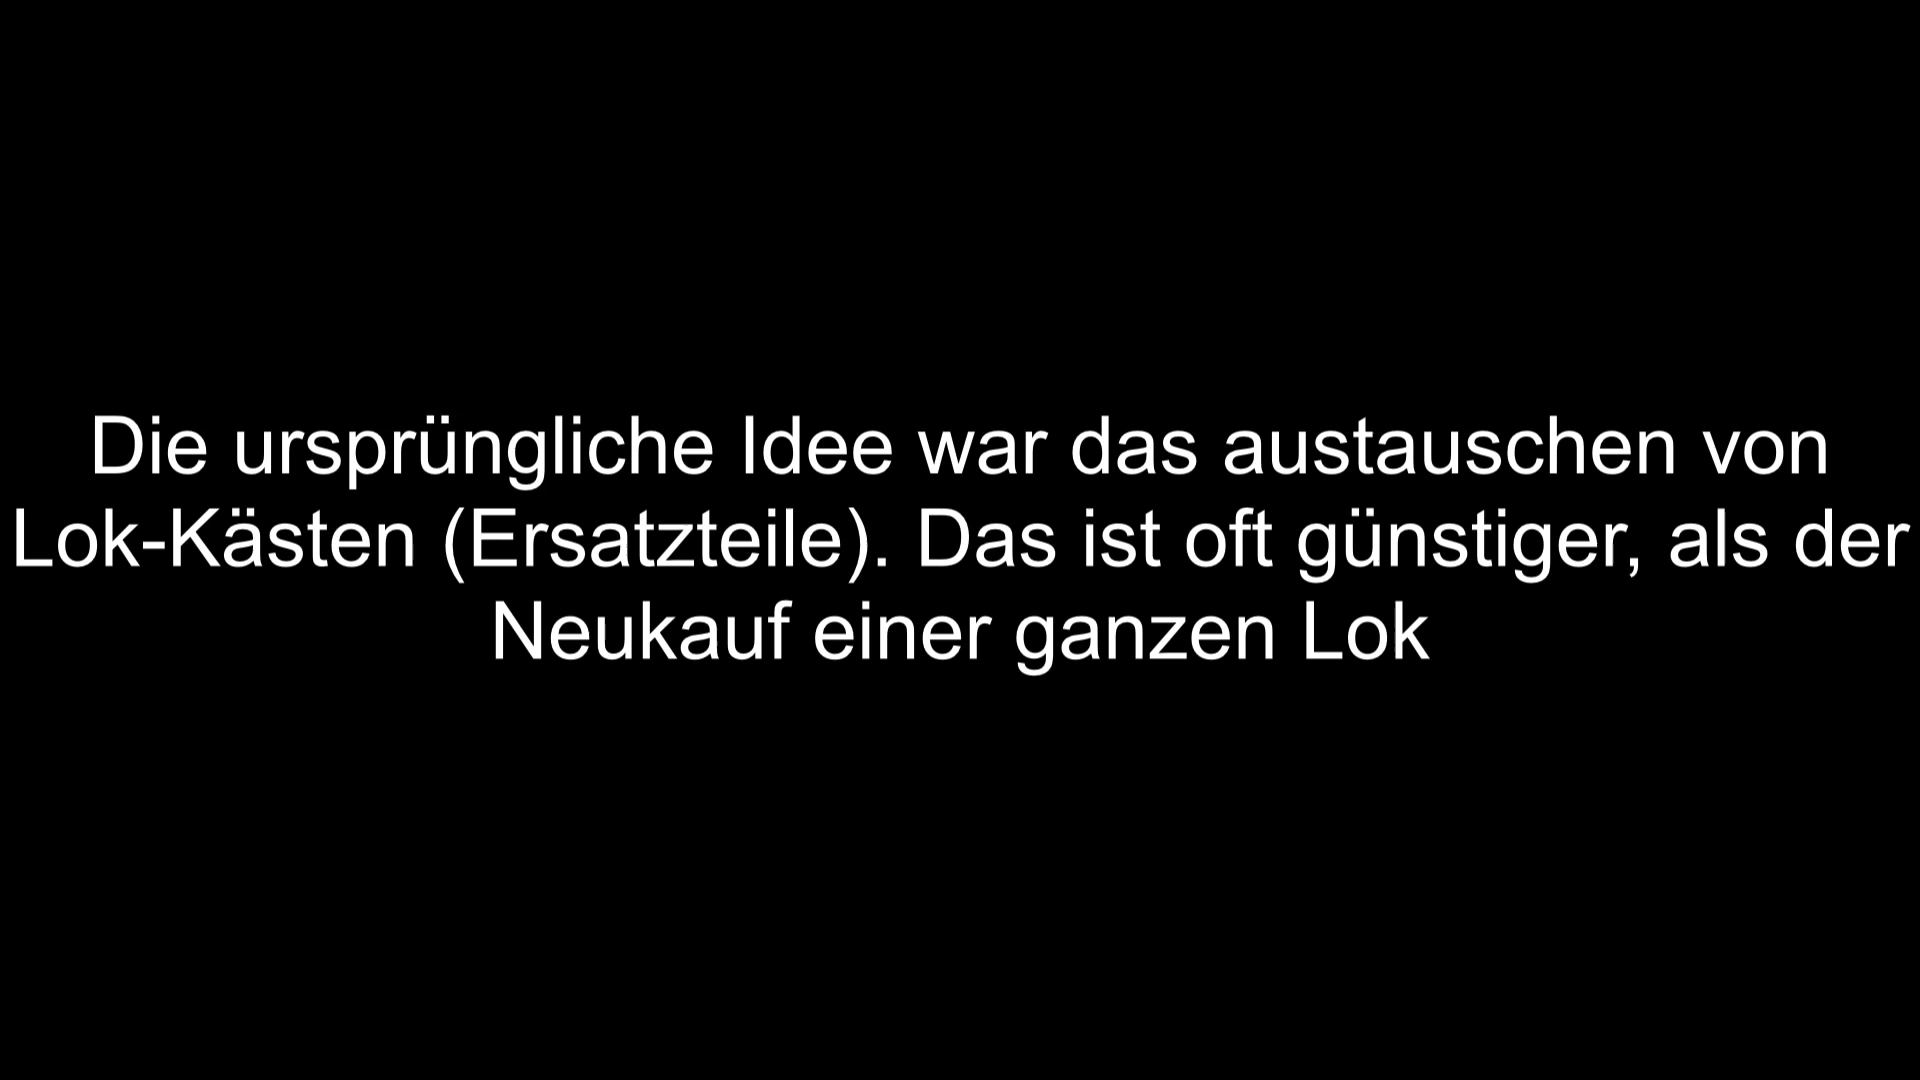 Die ursprüngliche Idee war das austauschen von
Lok-Kästen (Ersatzteile). Das ist oft günstiger, als der
Neukauf einer ganzen Lok